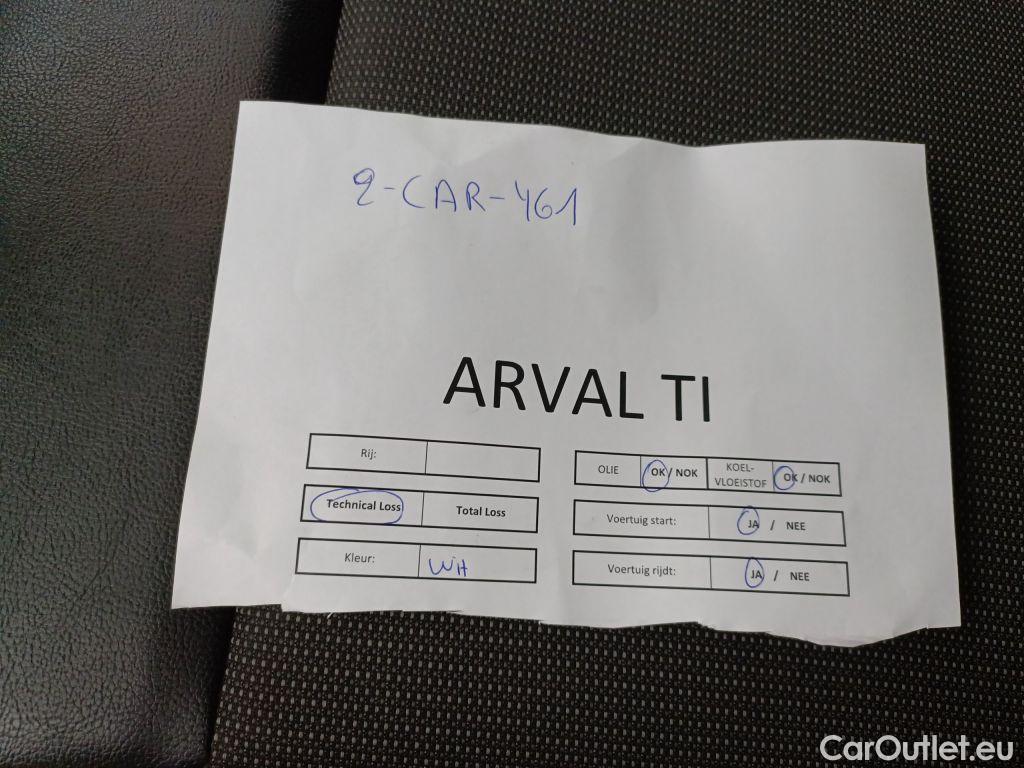 2-CAR-461
ARVAL TI
Rij:
Technical Loss Total Loss
Kleur: WH
OLIE OK / NOK KOEL-
VLOEISTOF OK / NOK
Voertuig start: JA / NEE
Voertuig rijdt: JA / NEE
CarOutlet.eu